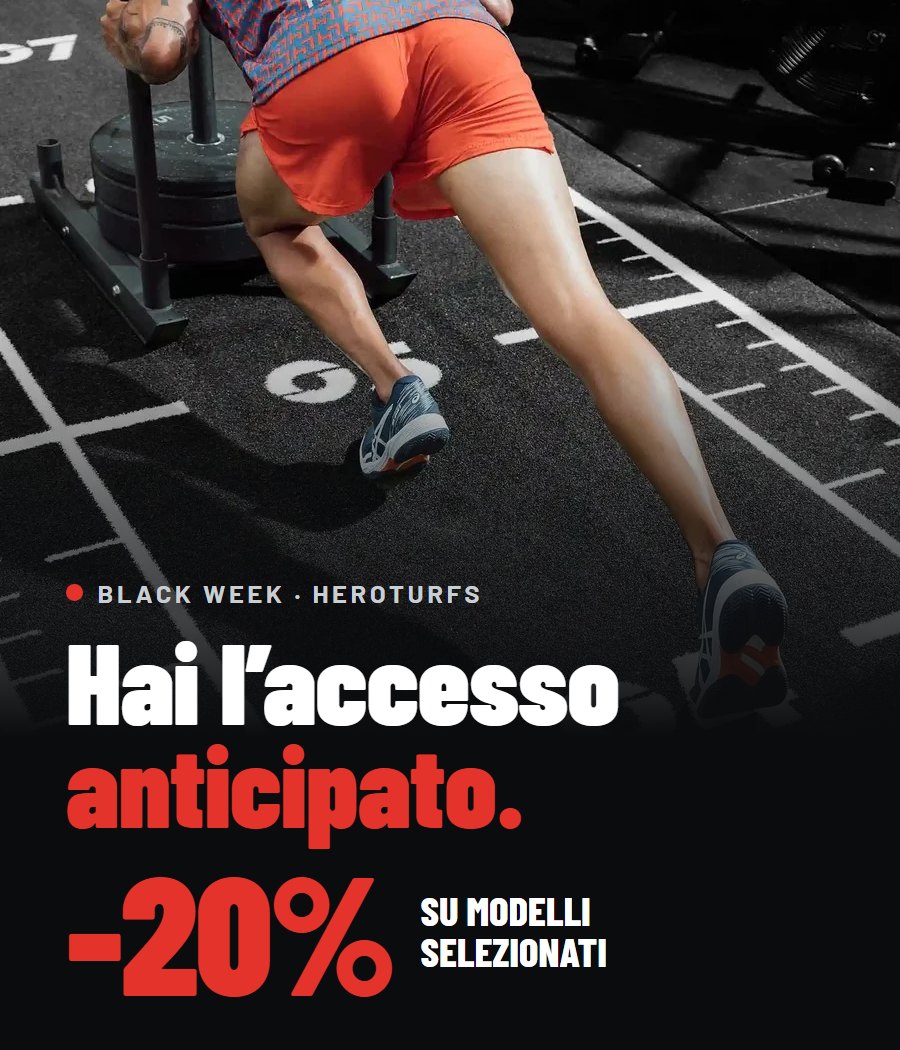 BLACK WEEK · HEROTURFS
Hai l’accesso
anticipato.
-20%
SU MODELLI
SELEZIONATI